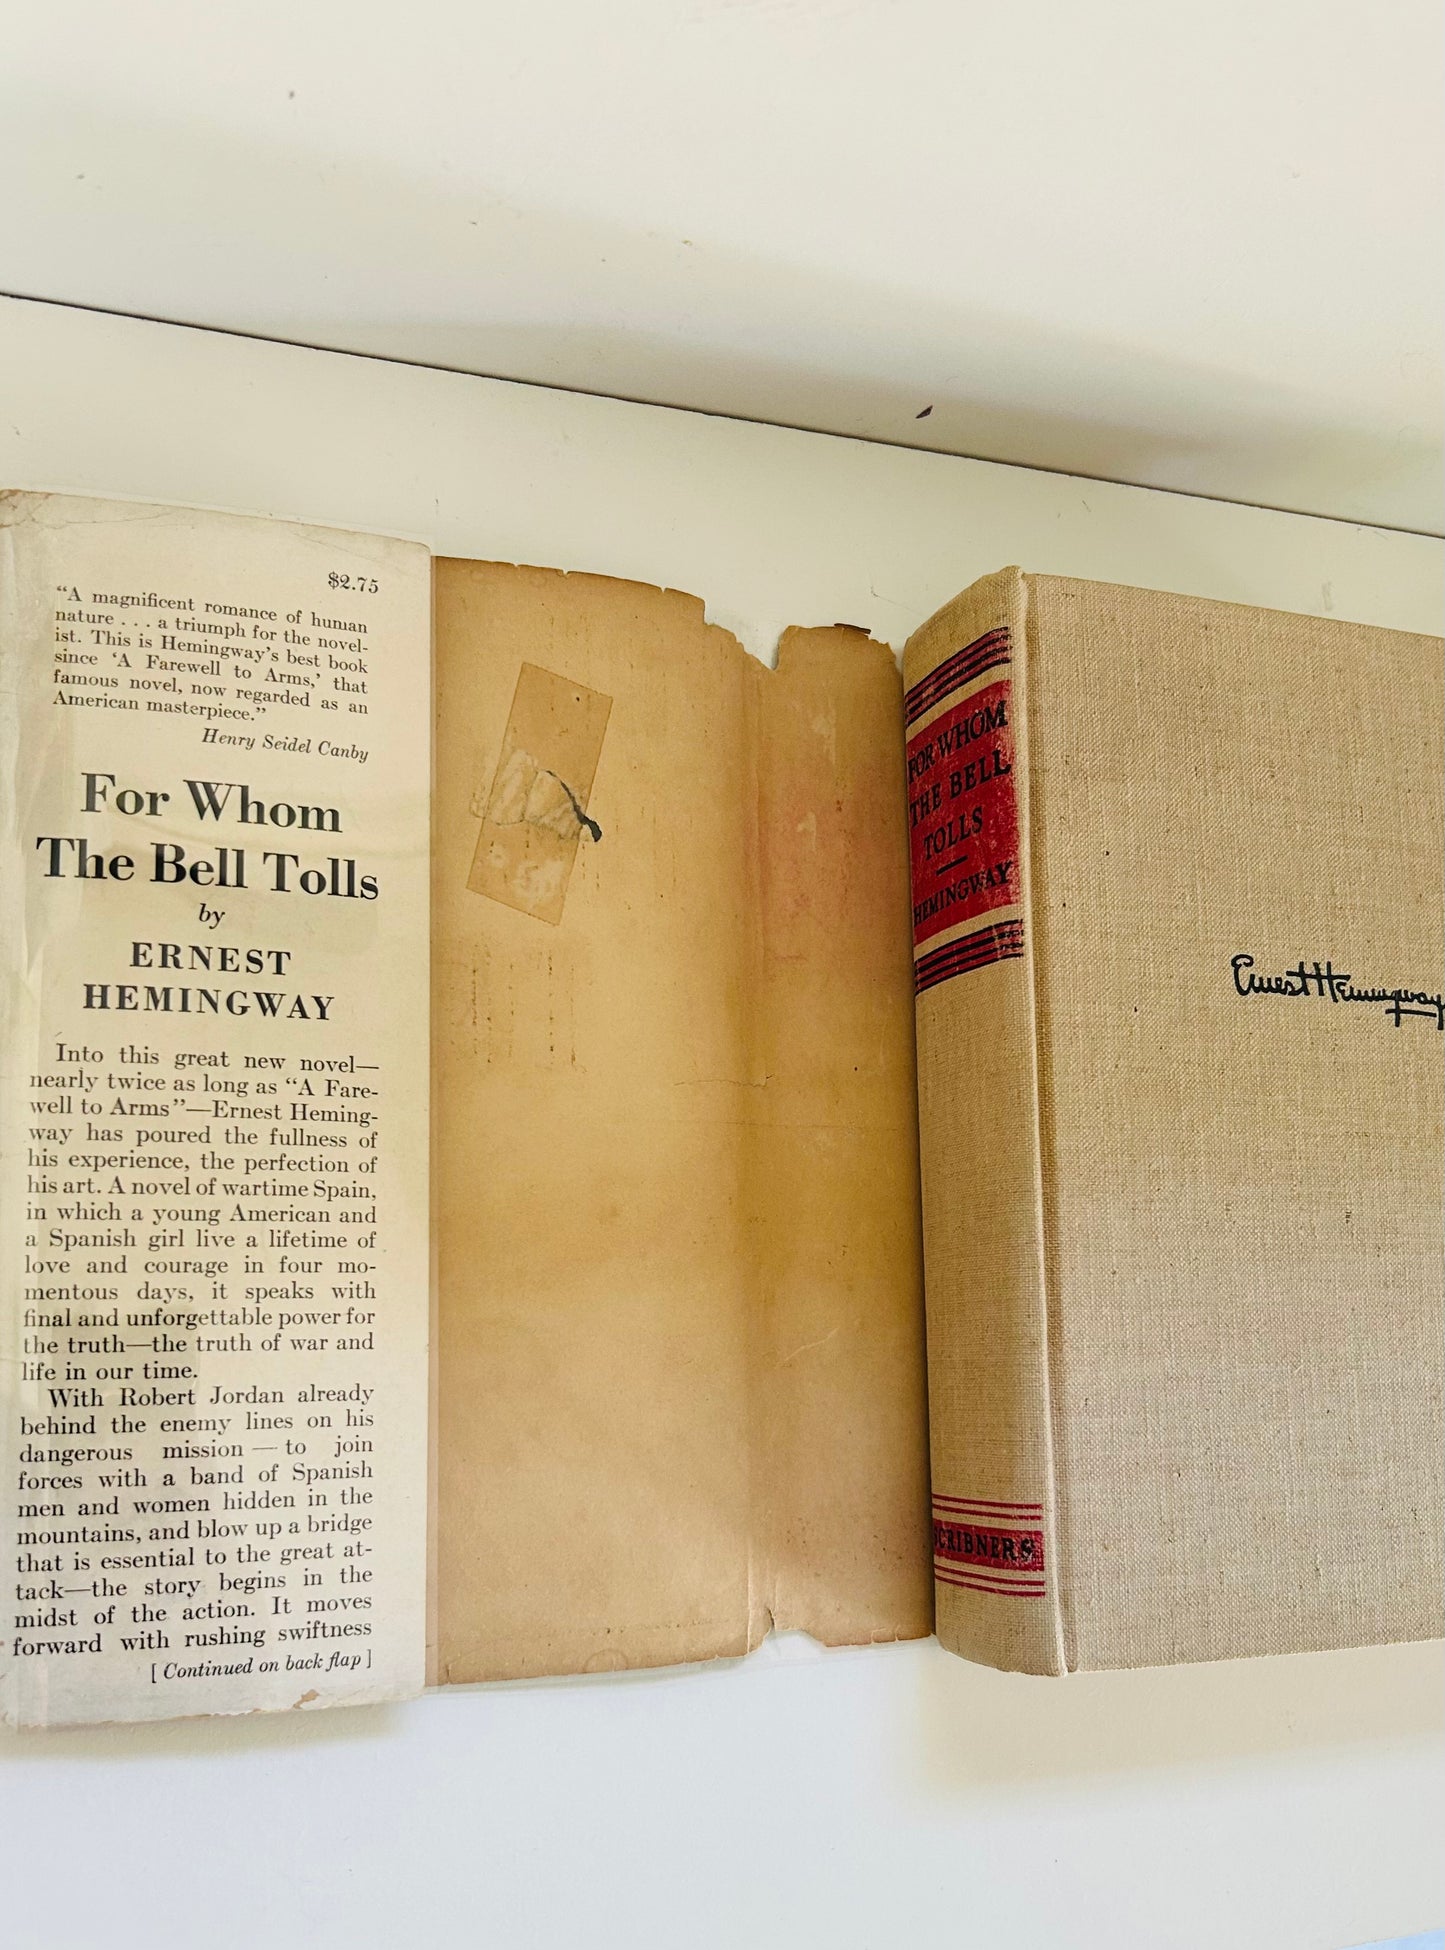 $2.75
“A magnificent romance of human
nature . . . a triumph for the novel-
ist. This is Hemingway’s best book
since ‘A Farewell to Arms,’ that
famous novel, now regarded as an
American masterpiece.”
Henry Seidel Canby
For Whom
The Bell Tolls
by
ERNEST
HEMINGWAY
Into this great new novel—
nearly twice as long as “A Fare-
well to Arms”—Ernest Heming-
way has poured the fullness of
his experience, the perfection of
his art. A novel of wartime Spain,
in which a young American and
a Spanish girl live a lifetime of
love and courage in four mo-
mentous days, it speaks with
final and unforgettable power for
the truth—the truth of war and
life in our time.
With Robert Jordan already
behind the enemy lines on his
dangerous mission — to join
forces with a band of Spanish
men and women hidden in the
mountains, and blow up a bridge
that is essential to the great at-
tack—the story begins in the
midst of the action. It moves
forward with rushing swiftness
[ Continued on back flap ]
FOR WHOM
THE BELL
TOLLS
HEMINGWAY
SCRIBNERS
Ernest Hemingway